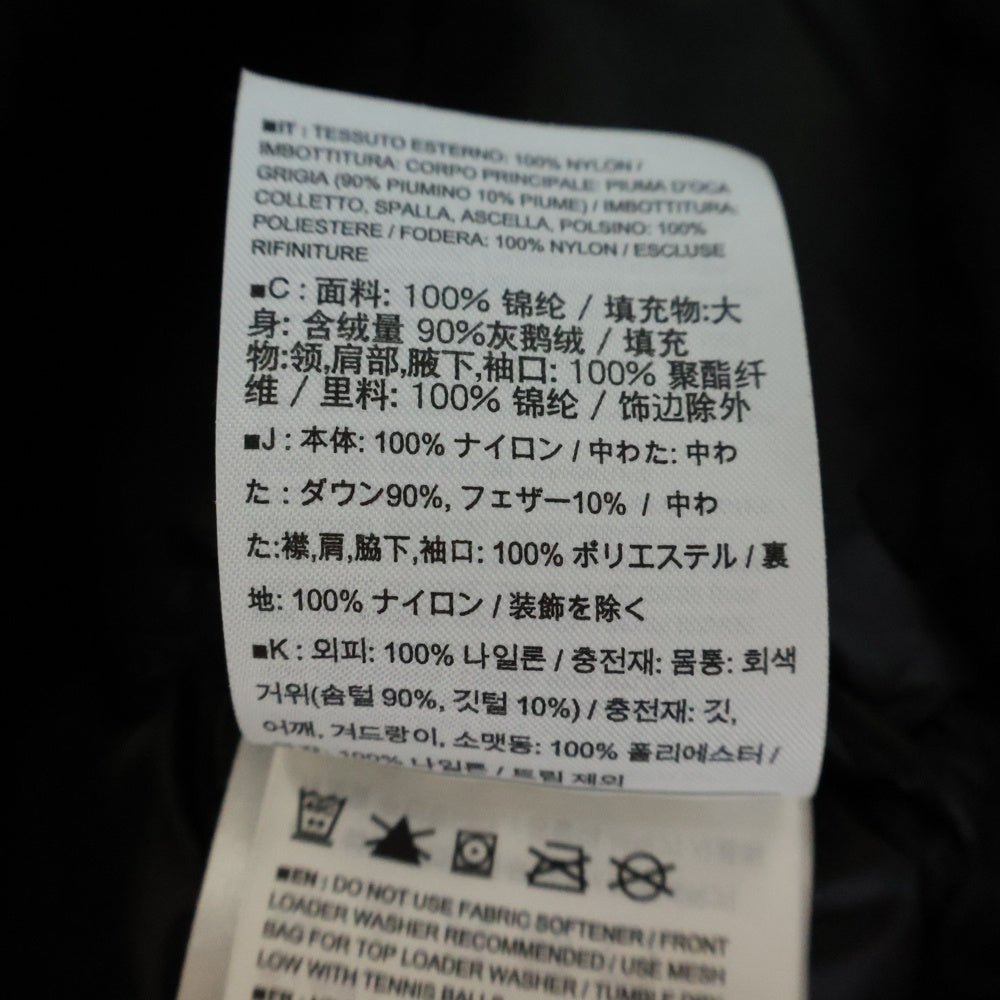 ■IT : TESSUTO ESTERNO: 100% NYLON /
IMBOTTITURA: CORPO PRINCIPALE: PIUMA D'OCA
GRIGIA (90% PIUMINO 10% PIUME) / IMBOTTITURA:
COLLETTO, SPALLA, ASCELLA, POLSINO: 100%
POLIESTERE / FODERA: 100% NYLON / ESCLUSE
RIFINITURE
■C : 面料: 100% 锦纶 / 填充物:大
身: 含绒量 90%灰鹅绒 / 填充
物:领,肩部,腋下,袖口: 100% 聚酯纤
维 / 里料: 100% 锦纶 / 饰边除外
■J : 本体: 100% ナイロン / 中わた: 中わ
た : ダウン90%, フェザー10% / 中わ
た:襟,肩,脇下,袖口: 100% ポリエステル / 裏
地: 100% ナイロン / 装飾を除く
■K : 외피: 100% 나일론 / 충전재: 몸통: 회색
거위(솜털 90%, 깃털 10%) / 충전재: 깃,
어깨, 겨드랑이, 소맷동: 100% 폴리에스터 /
100% 나일론 / 트림 제외
■EN : DO NOT USE FABRIC SOFTENER / FRONT
LOADER WASHER RECOMMENDED / USE MESH
BAG FOR TOP LOADER WASHER / TUMBLE DRY
LOW WITH TENNIS BALLS